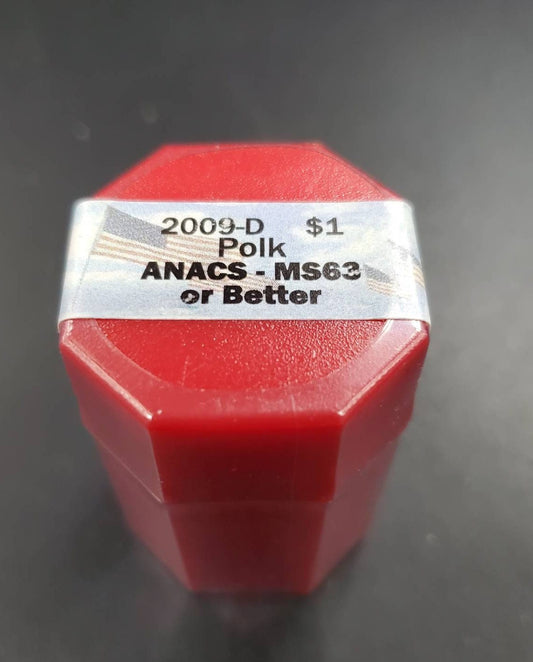 2009-D $1
Polk
ANACS - MS63
or Better